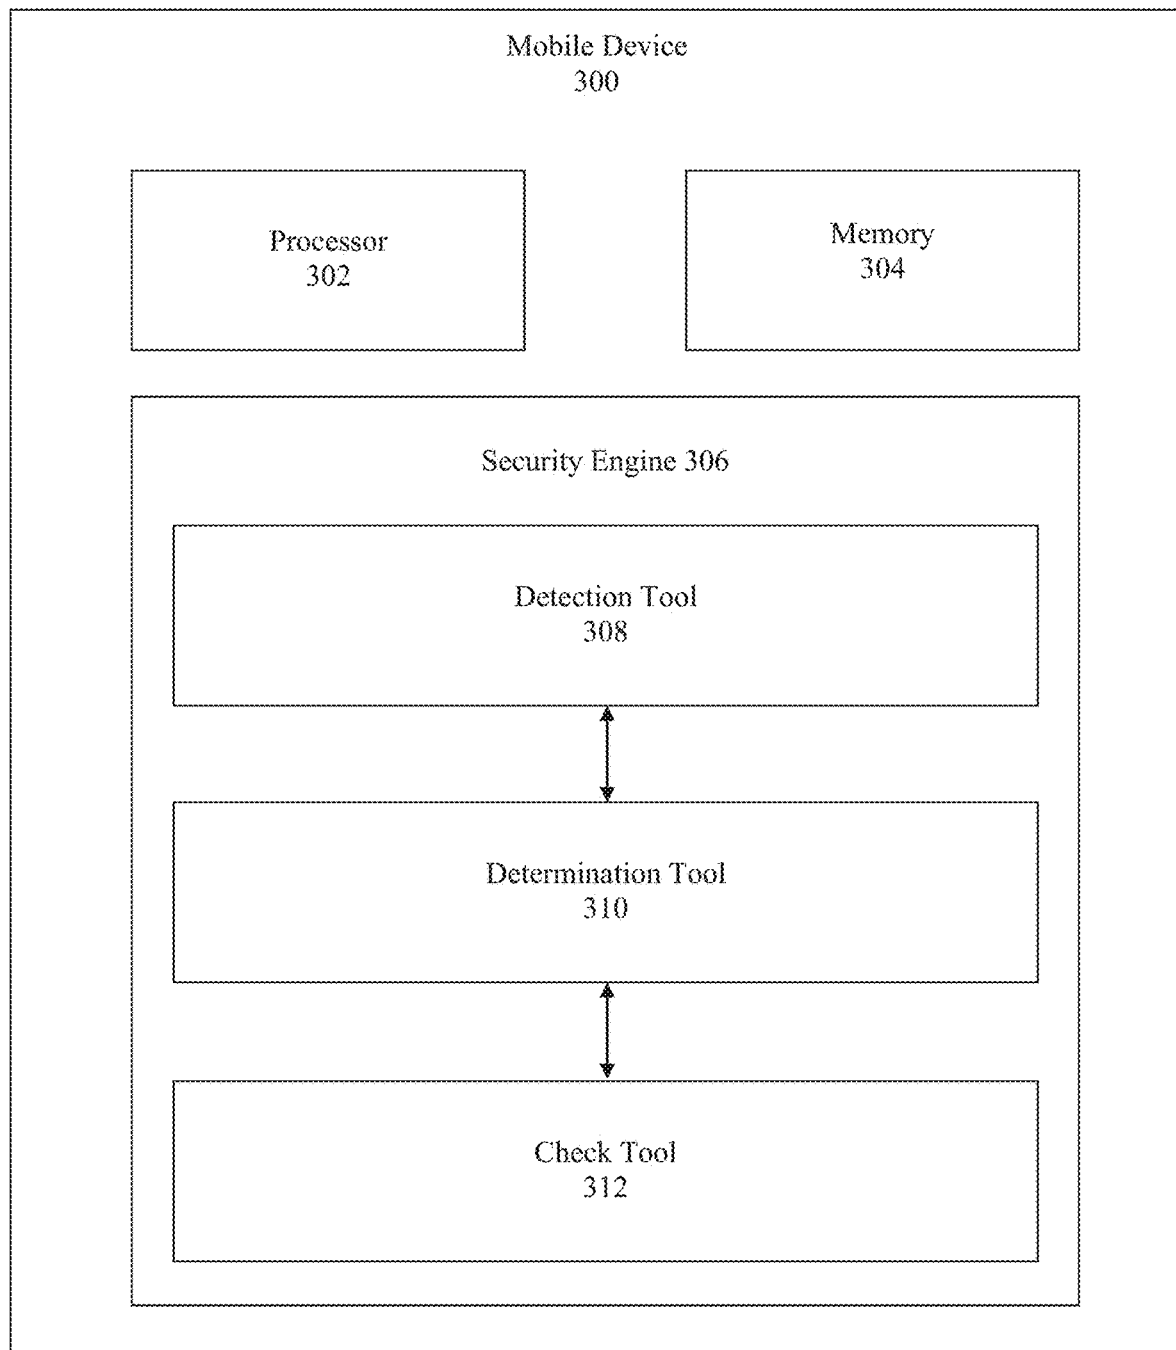 Mobile Device
300
Processor
302
Memory
304
Security Engine 306
Detection Tool
308
Determination Tool
310
Check Tool
312